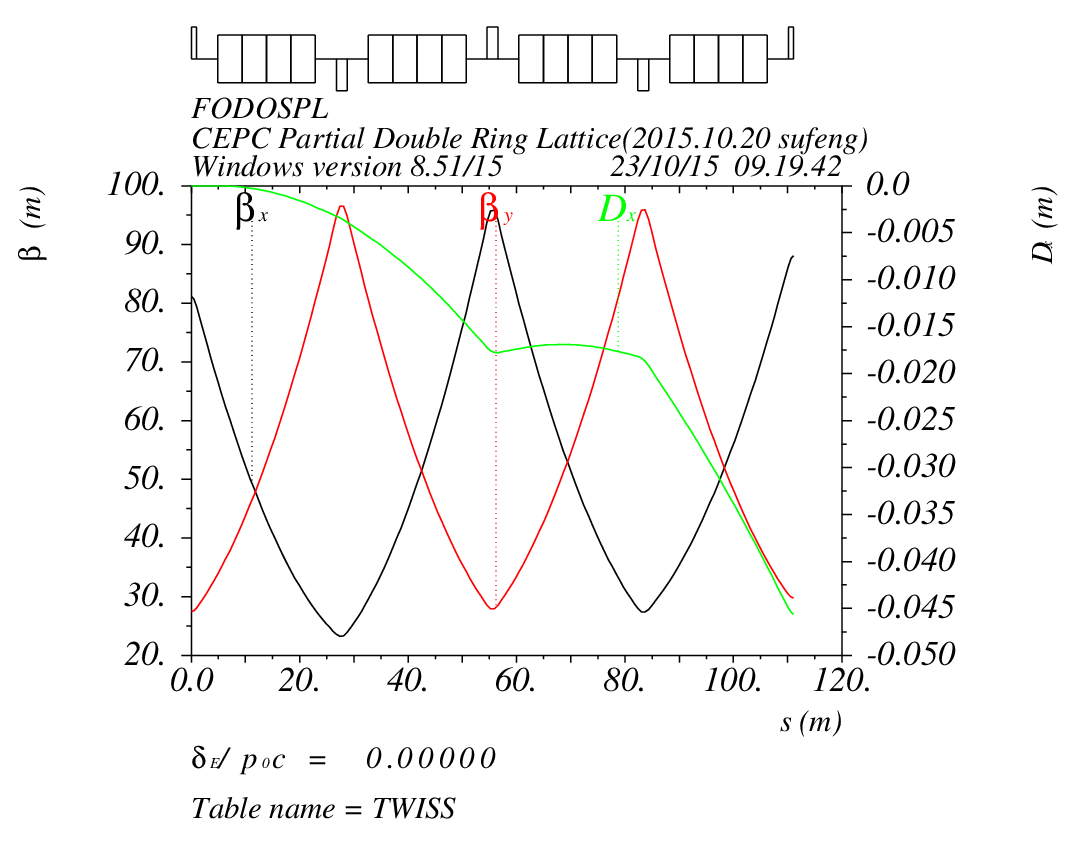 FODOSPL
CEPC Partial Double Ring Lattice(2015.10.20 sufeng)
Windows version 8.51/15 23/10/15 09.19.42
β (m)
100.
90.
80.
70.
60.
50.
40.
30.
20.
βx
βy
Dx
0.0
-0.005
-0.010
-0.015
-0.020
-0.025
-0.030
-0.035
-0.040
-0.045
-0.050
Dx (m)
0.0 20. 40. 60. 80. 100. 120.
s (m)
δE/ p0c = 0.00000
Table name = TWISS